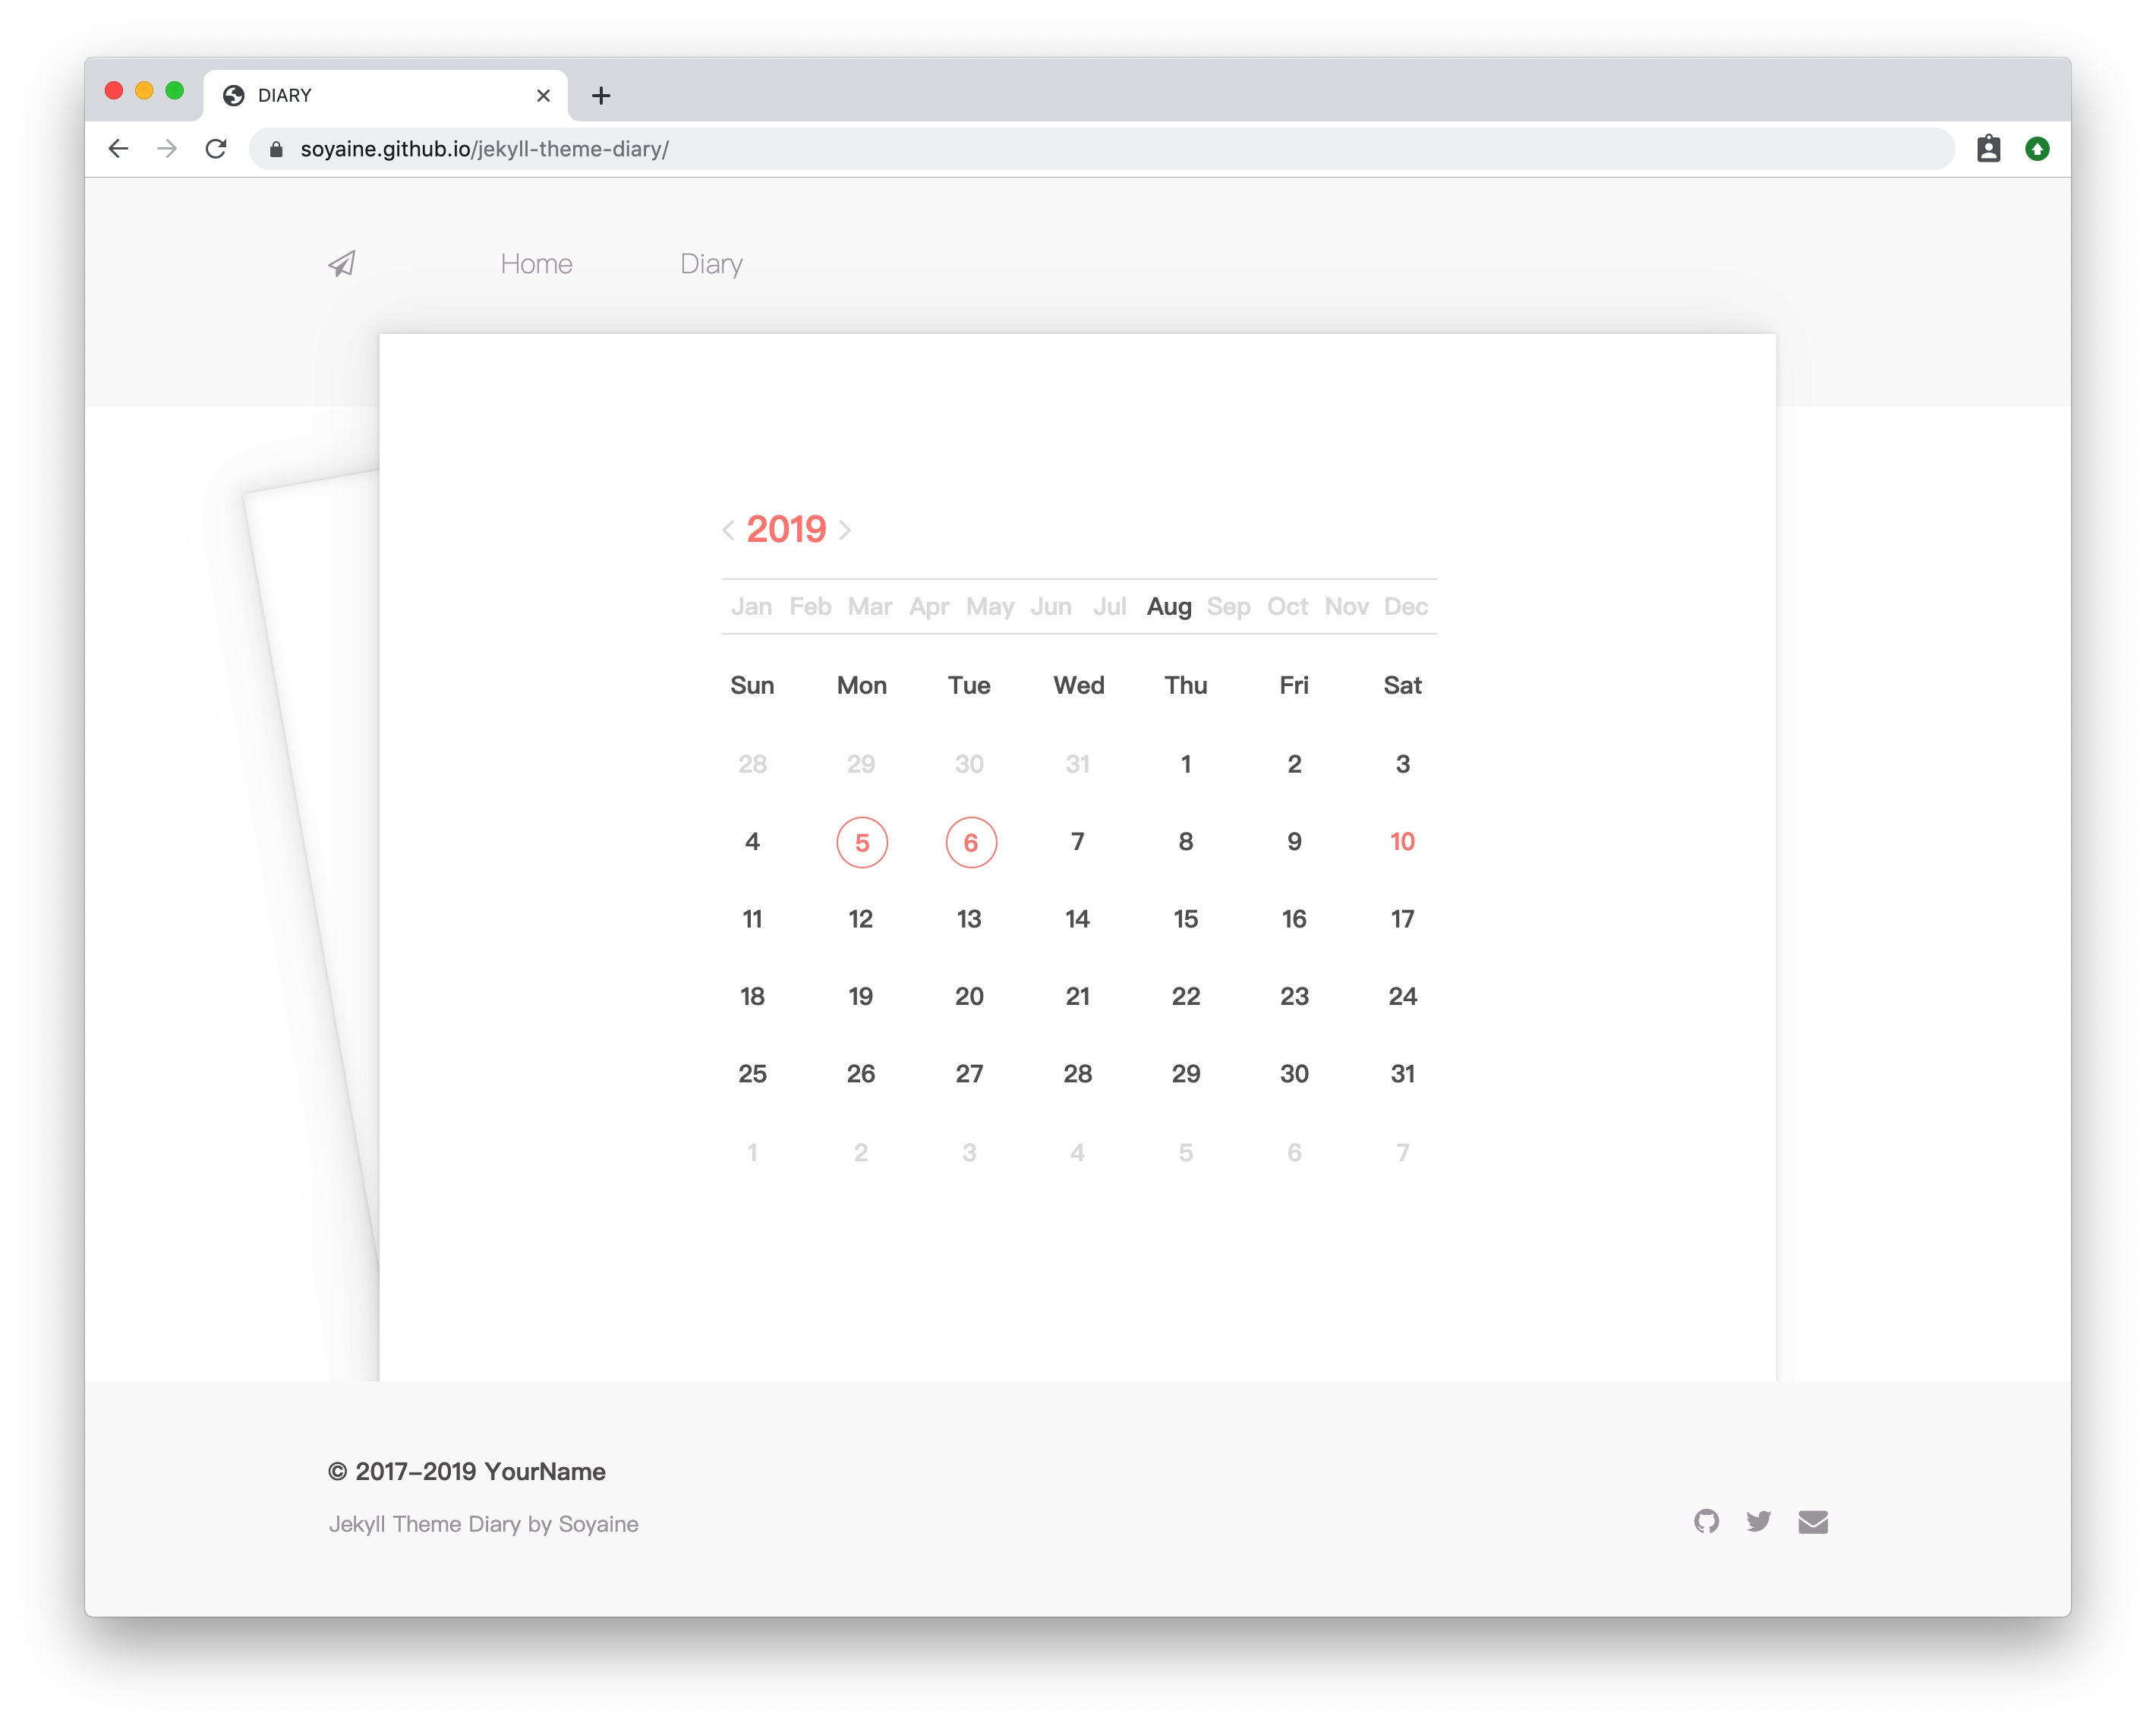 DIARY
soyaine.github.io/jekyll-theme-diary/
Home Diary
2019
Jan Feb Mar Apr May Jun Jul Aug Sep Oct Nov Dec
Sun Mon Tue Wed Thu Fri Sat
28 29 30 31 1 2 3
4 5 6 7 8 9 10
11 12 13 14 15 16 17
18 19 20 21 22 23 24
25 26 27 28 29 30 31
1 2 3 4 5 6 7
© 2017–2019 YourName
Jekyll Theme Diary by Soyaine